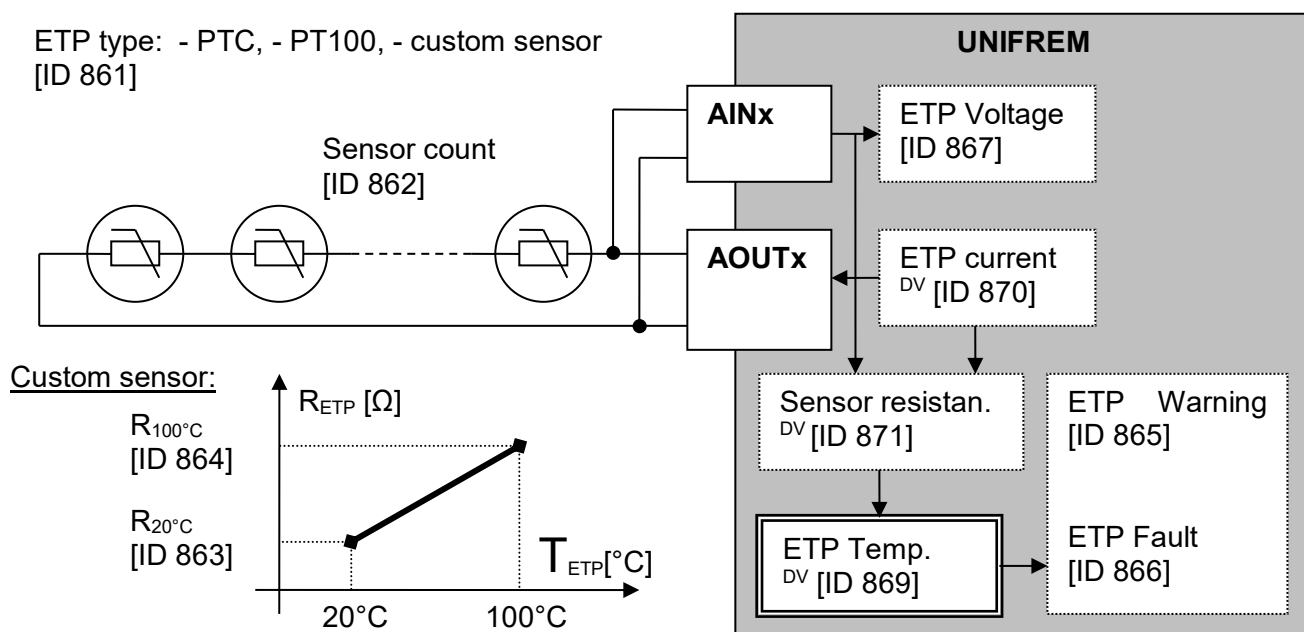 ETP type: - PTC, - PT100, - custom sensor
[ID 861]
UNIFREM
AINx
ETP Voltage
[ID 867]
Sensor count
[ID 862]
AOUTx
ETP current
DV [ID 870]
Custom sensor:
RETP [Ω]
R100°C
[ID 864]
R20°C
[ID 863]
TETP[°C]
20°C
100°C
Sensor resistan.
DV [ID 871]
ETP Warning
[ID 865]
ETP Temp.
DV [ID 869]
ETP Fault
[ID 866]